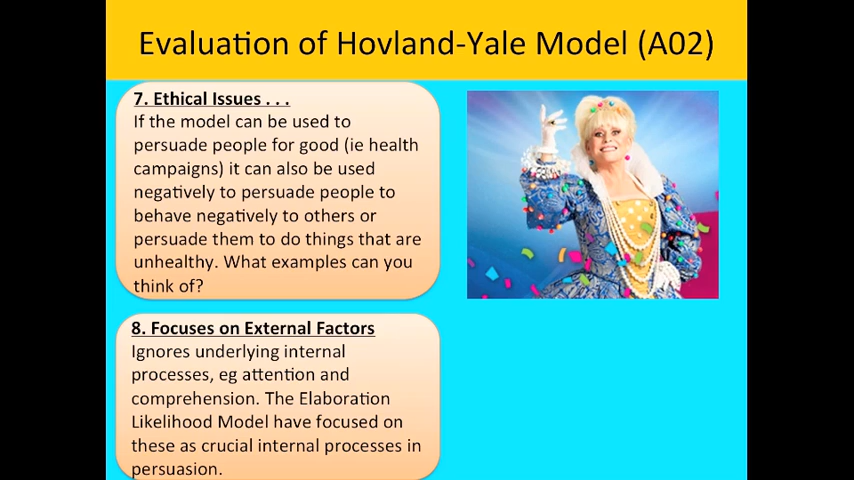 Evaluation of Hovland-Yale Model (A02)
7. Ethical Issues . . .
If the model can be used to
persuade people for good (ie health
campaigns) it can also be used
negatively to persuade people to
behave negatively to others or
persuade them to do things that are
unhealthy. What examples can you
think of?
8. Focuses on External Factors
Ignores underlying internal
processes, eg attention and
comprehension. The Elaboration
Likelihood Model have focused on
these as crucial internal processes in
persuasion.